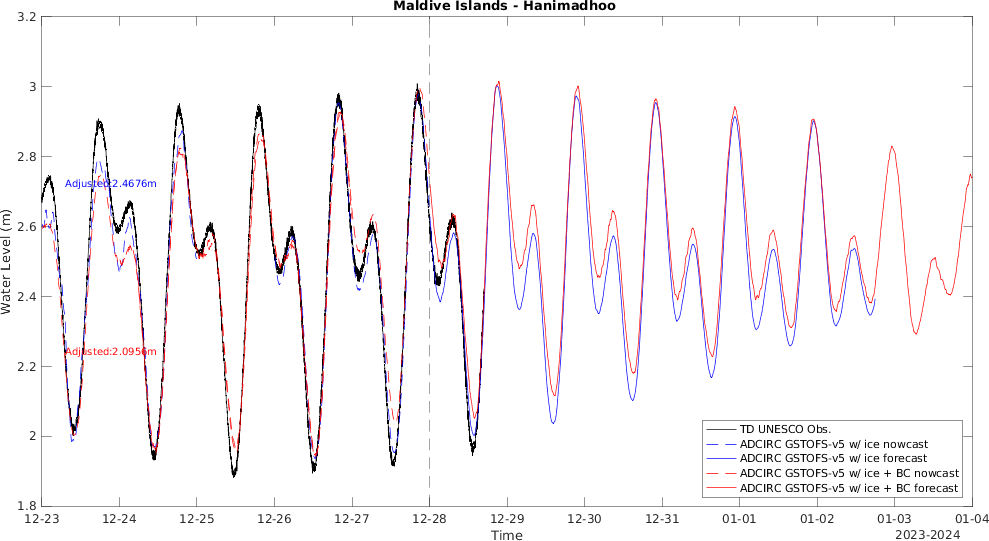 Maldive Islands - Hanimadhoo
3.2
3
2.8
2.6
2.4
2.2
2
1.8
Water Level (m)
Adjusted:2.4676m
Adjusted:2.0956m
TD UNESCO Obs.
ADCIRC GSTOFS-v5 w/ ice nowcast
ADCIRC GSTOFS-v5 w/ ice forecast
ADCIRC GSTOFS-v5 w/ ice + BC nowcast
ADCIRC GSTOFS-v5 w/ ice + BC forecast
12-23 12-24 12-25 12-26 12-27 12-28 12-29 12-30 12-31 01-01 01-02 01-03 01-04
Time
2023-2024